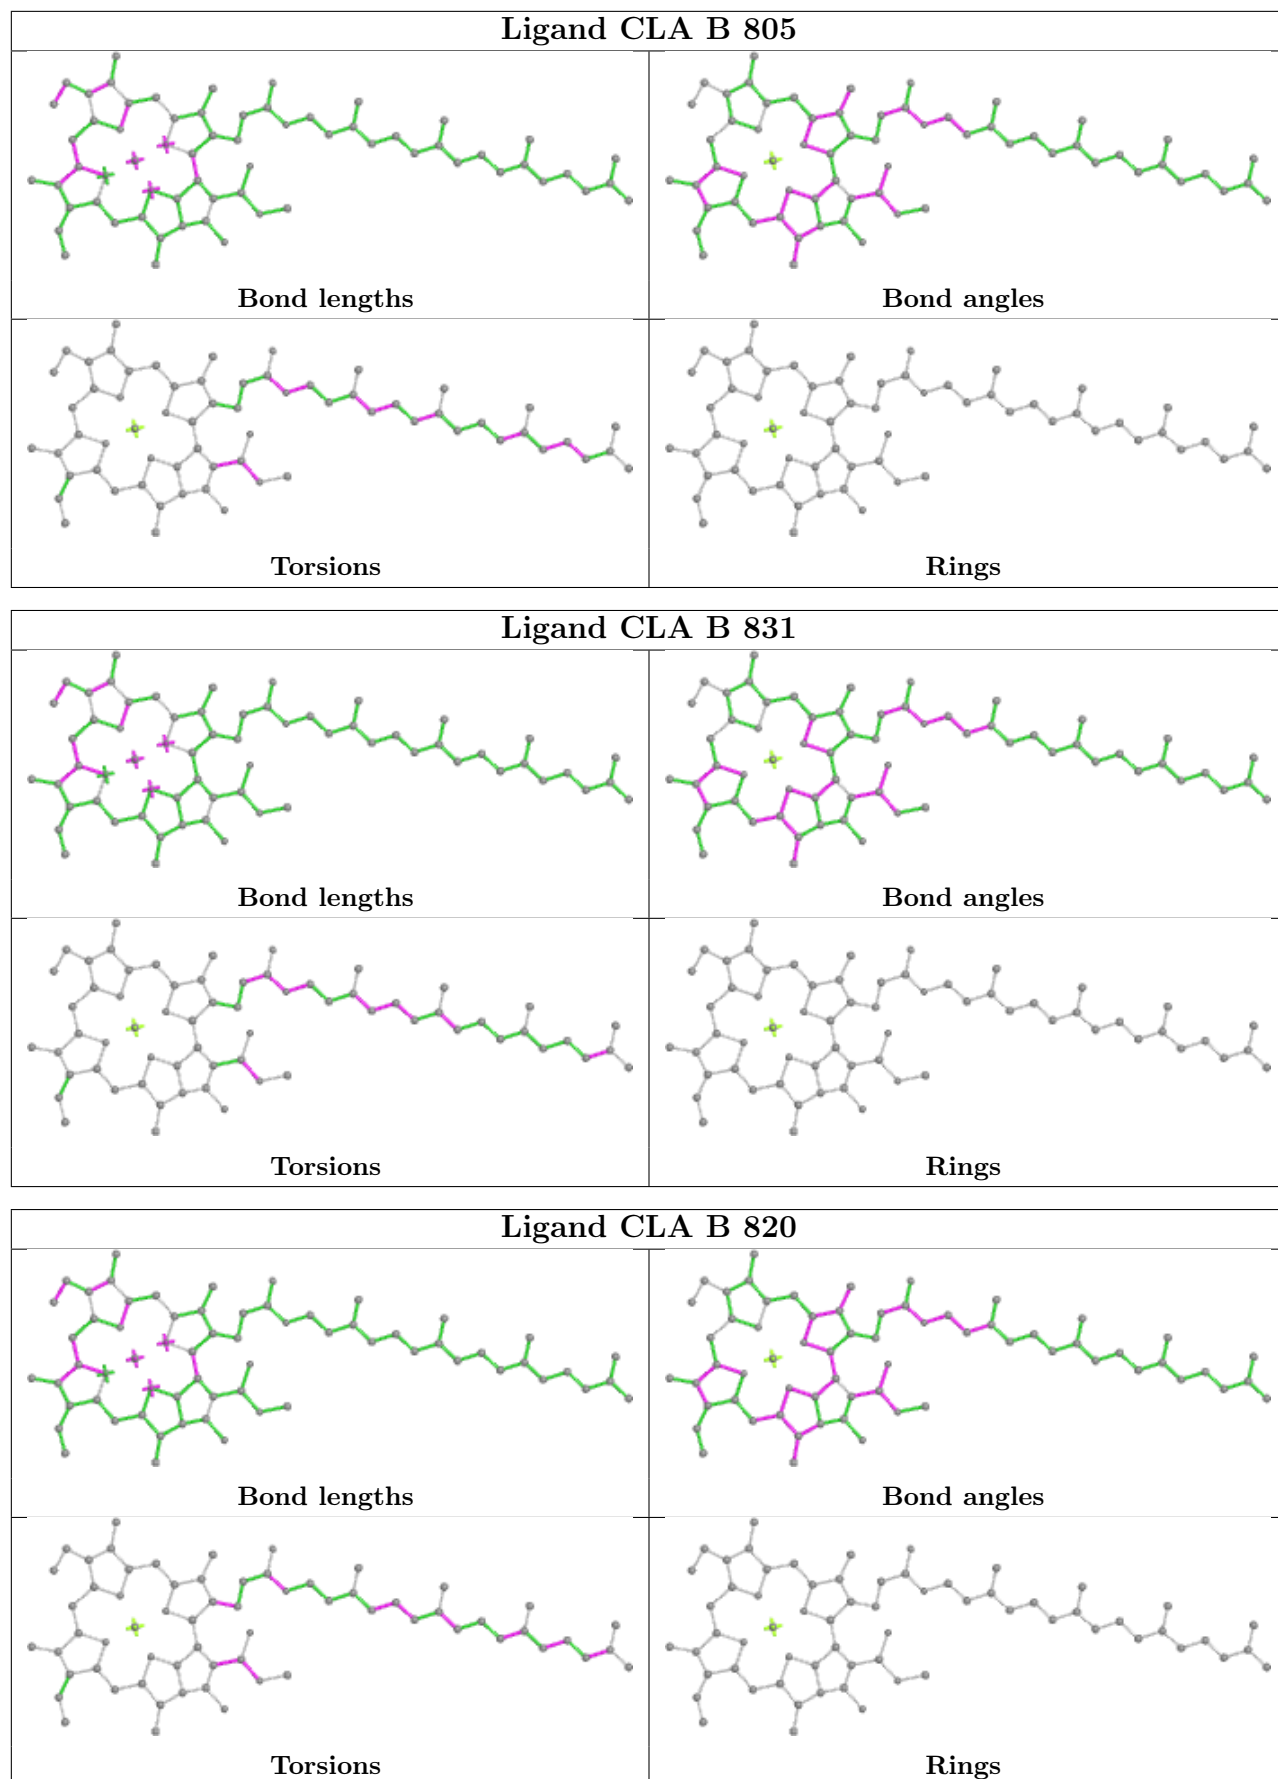 Ligand CLA B 805
Bond lengths
Bond angles
Torsions
Rings
Ligand CLA B 831
Bond lengths
Bond angles
Torsions
Rings
Ligand CLA B 820
Bond lengths
Bond angles
Torsions
Rings